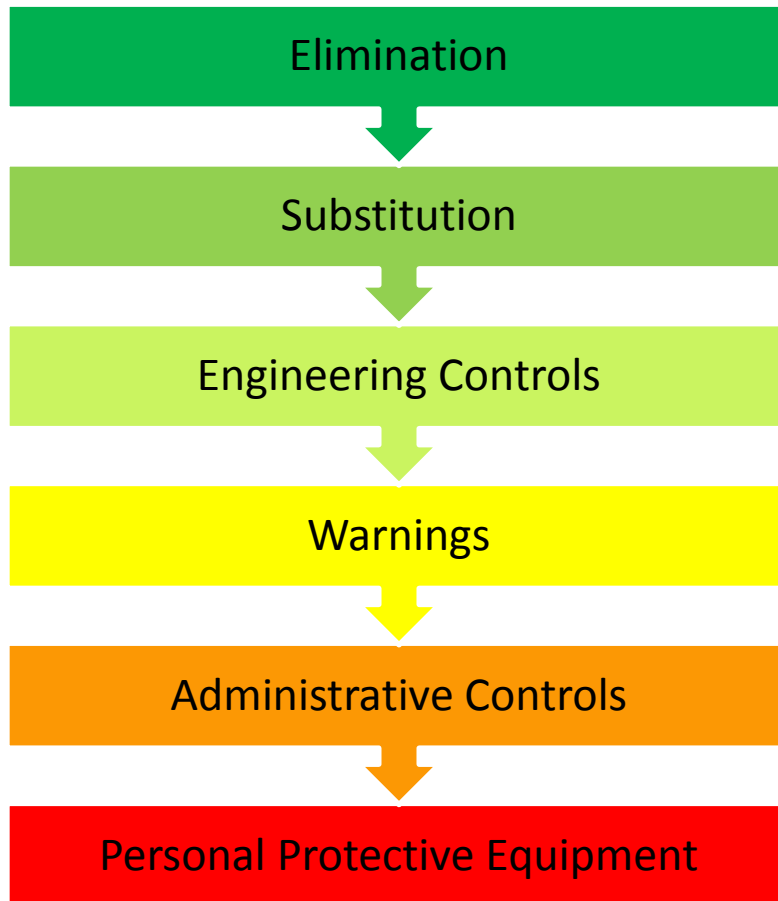 Elimination
Substitution
Engineering Controls
Warnings
Administrative Controls
Personal Protective Equipment